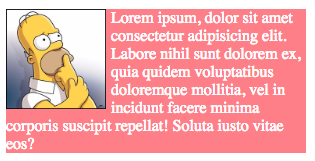 Lorem ipsum, dolor sit amet
consectetur adipisicing elit.
Labore nihil sunt dolorem ex,
quia quidem voluptatibus
doloremque mollitia, vel in
incidunt facere minima
corporis suscipit repellat! Soluta iusto vitae
eos?